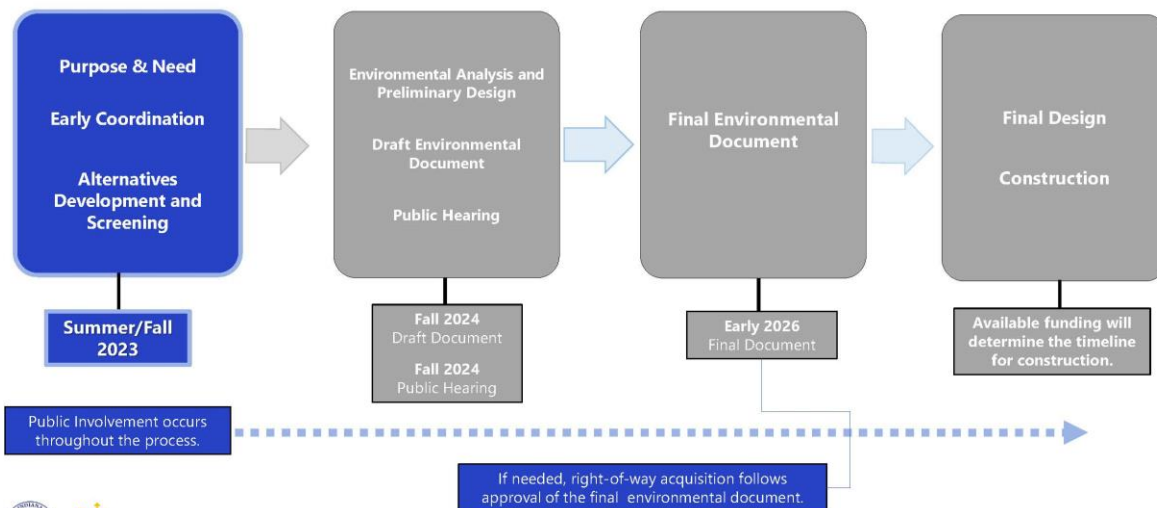 Purpose & Need
Early Coordination
Alternatives
Development and
Screening
Summer/Fall
2023
Environmental Analysis and
Preliminary Design
Draft Environmental
Document
Public Hearing
Fall 2024
Draft Document
Fall 2024
Public Hearing
Final Environmental
Document
Early 2026
Final Document
Final Design
Construction
Available funding will
determine the timeline
for construction.
Public Involvement occurs
throughout the process.
If needed, right-of-way acquisition follows
approval of the final environmental document.
INDIANA